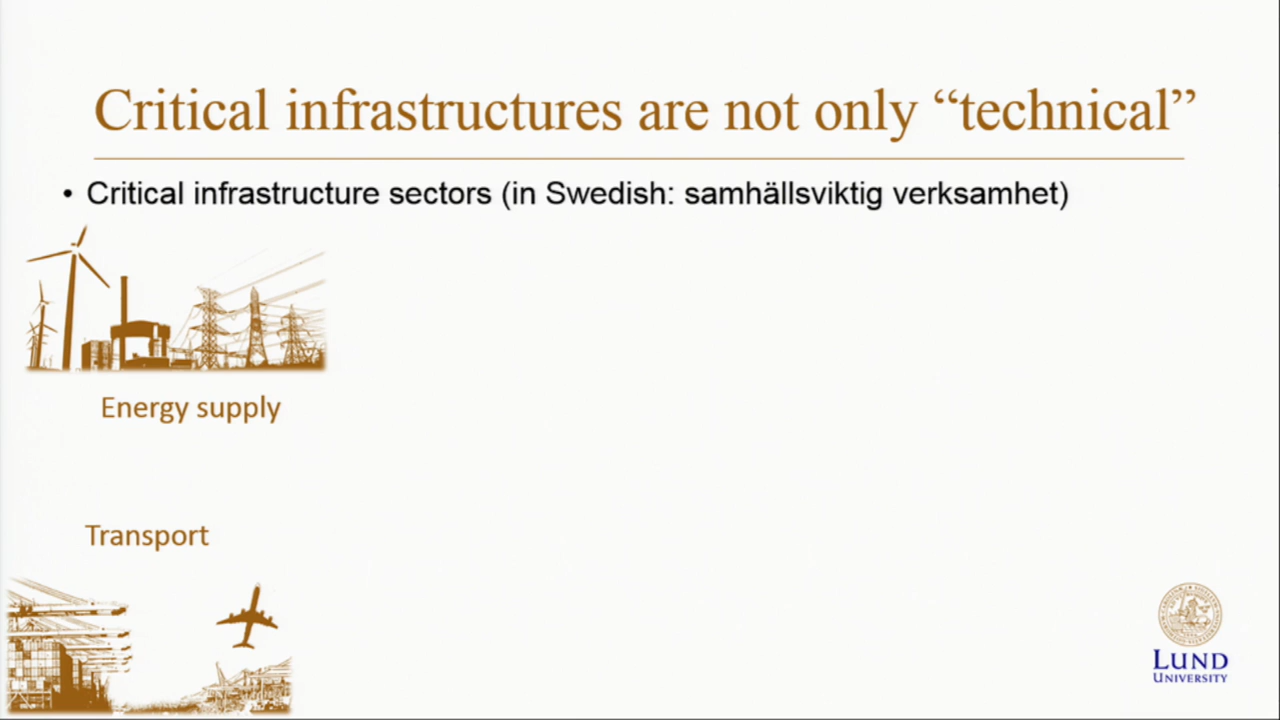 Critical infrastructures are not only “technical”
• Critical infrastructure sectors (in Swedish: samhällsviktig verksamhet)
Energy supply
Transport
LUND
UNIVERSITY